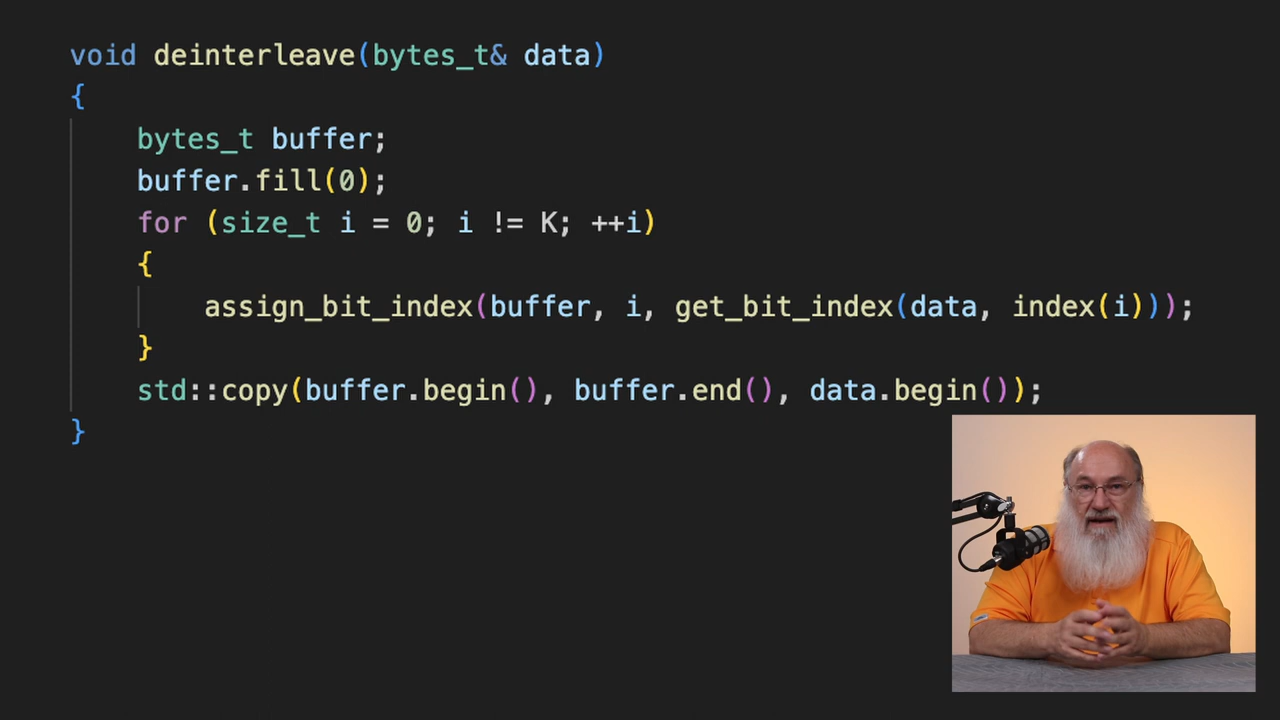 void deinterleave(bytes_t& data)
{
    bytes_t buffer;
    buffer.fill(0);
    for (size_t i = 0; i != K; ++i)
    {
        assign_bit_index(buffer, i, get_bit_index(data, index(i)));
    }
    std::copy(buffer.begin(), buffer.end(), data.begin());
}